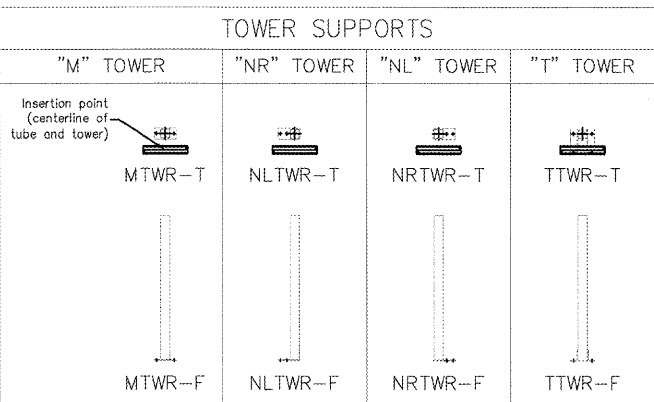 TOWER SUPPORTS
"M" TOWER
"NR" TOWER
"NL" TOWER
"T" TOWER
Insertion point
(centerline of
tube and tower)
MTWR-T
NLTWR-T
NRTWR-T
TTWR-T
MTWR-F
NLTWR-F
NRTWR-F
TTWR-F